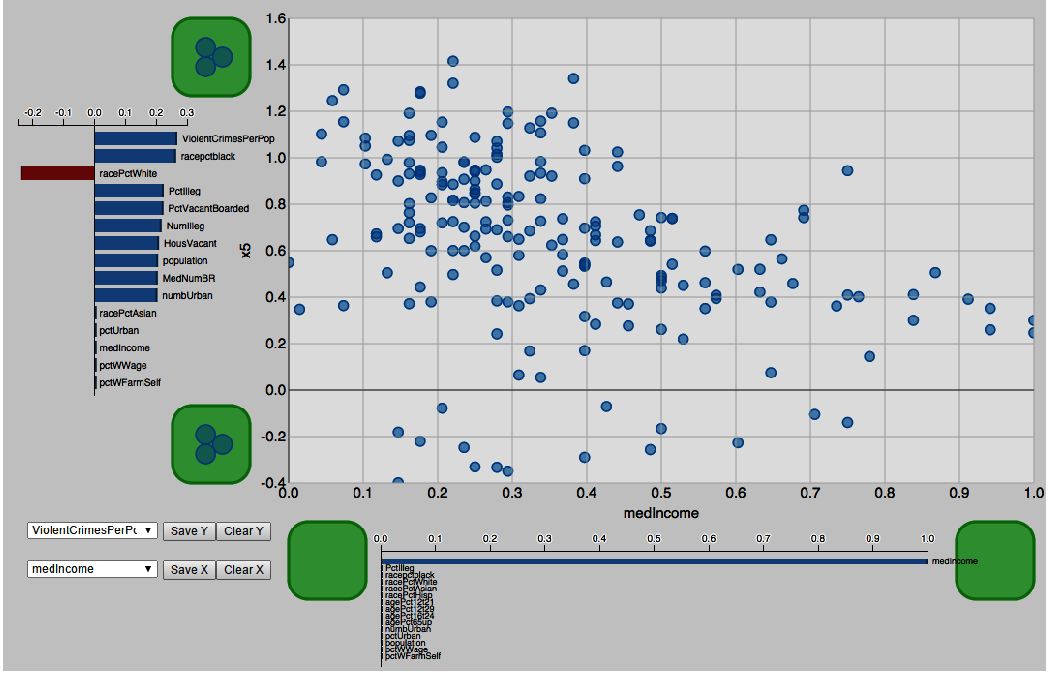 1.6
1.4
1.2
1.0
0.8
0.6
0.4
0.2
0.0
-0.2
-0.4
x5
0.0 0.1 0.2 0.3 0.4 0.5 0.6 0.7 0.8 0.9 1.0
medIncome
-0.2 -0.1 0.0 0.1 0.2 0.3
ViolentCrimesPerPop
racepctblack
racePctWhite
PctIlleg
PctVacantBoarded
NumIlleg
HousVacant
population
MedNumBR
numbUrban
racePctAsian
pctUrban
medIncome
pctWWage
pctWFarmSelf
ViolentCrimesPerPc ▼ Save Y Clear Y
medIncome ▼ Save X Clear X
0.0 0.1 0.2 0.3 0.4 0.5 0.6 0.7 0.8 0.9 1.0
medIncome
PctIlleg
racepctblack
racePctWhite
racePctAsian
racePctHisp
agePct12t21
agePct12t29
agePct16t24
agePct65up
numbUrban
pctUrban
population
pctWWage
pctWFarmSelf